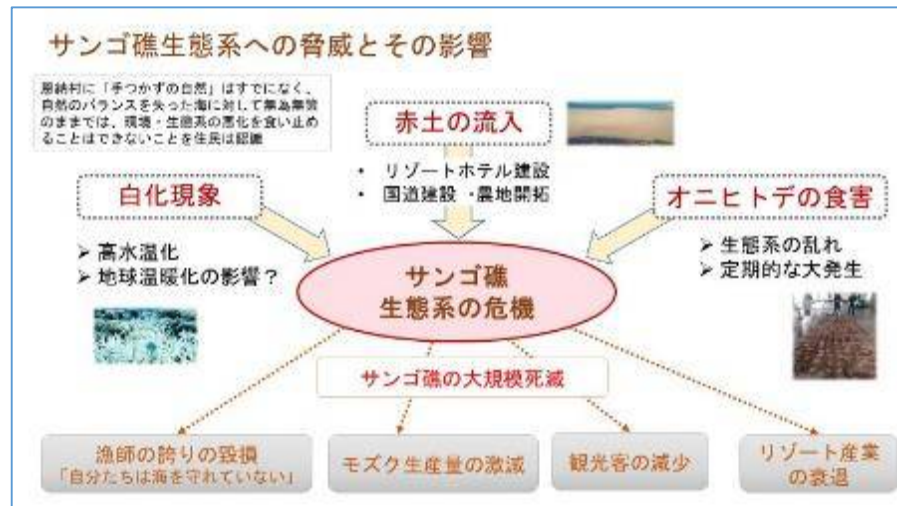 サンゴ礁生態系への脅威とその影響
恩納村に「手つかずの自然」はすでになく、
自然のバランスを失った海に対して無為無策
のままでは、環境・生態系の悪化を食い止め
ることはできないことを住民は認識
赤土の流入
• リゾートホテル建設
• 国道建設・農地開拓
白化現象
➢ 高水温化
➢ 地球温暖化の影響？
オニヒトデの食害
➢ 生態系の乱れ
➢ 定期的な大発生
サンゴ礁
生態系の危機
サンゴ礁の大規模死滅
漁師の誇りの毀損
「自分たちは海を守れていない」
モズク生産量の激減
観光客の減少
リゾート産業
の衰退